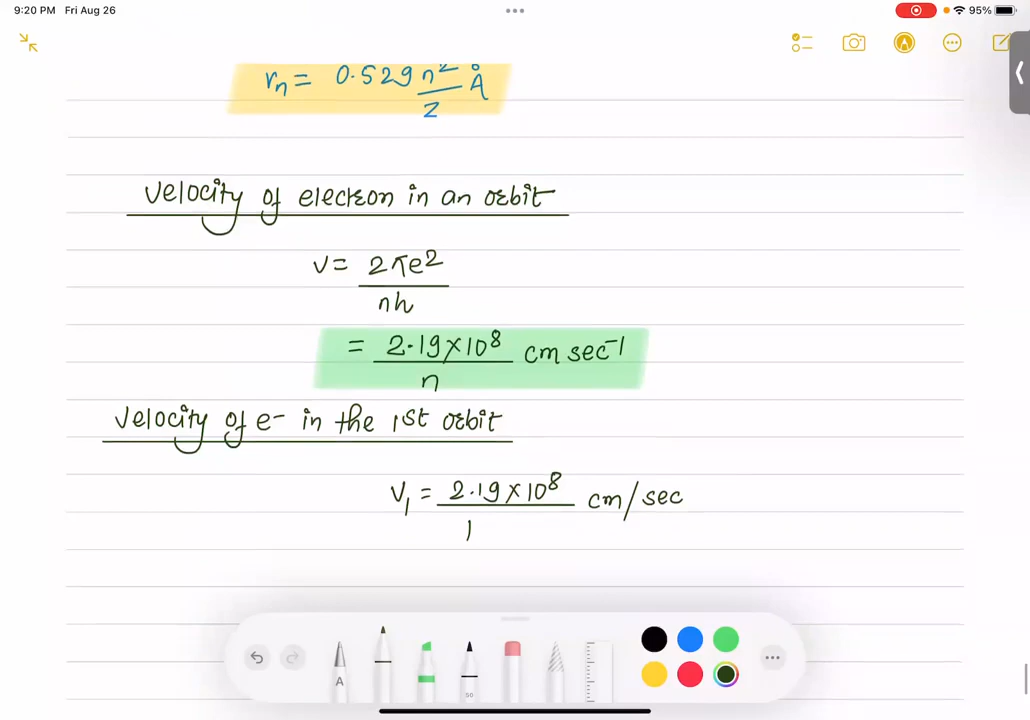 9:20 PM Fri Aug 26
95%
rn = 0.529 n²/Z Å
Velocity of electron in an orbit
v = 2πe²/nh
= 2.19×10⁸/n cm sec⁻¹
Velocity of e- in the 1st orbit
V₁ = 2.19×10⁸/1 cm/sec
A
50